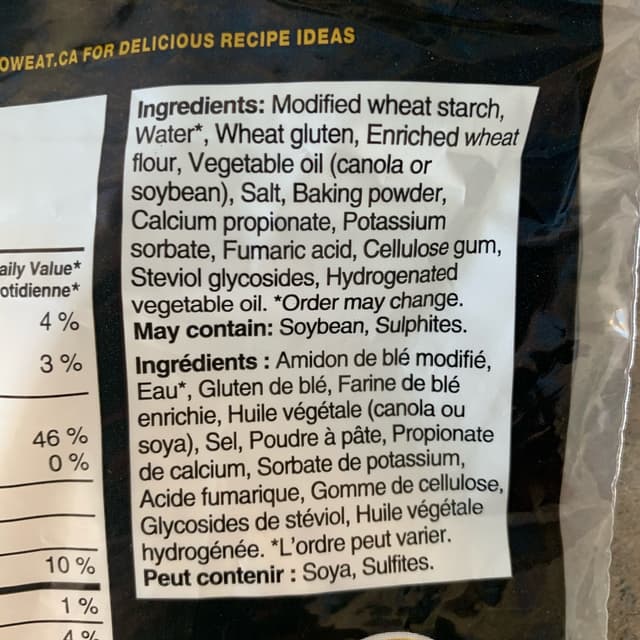 OWEAT.CA FOR DELICIOUS RECIPE IDEAS
aily Value*
otidienne*
4 %
3 %
46 %
0 %
10 %
1 %
4 %
Ingredients: Modified wheat starch,
Water*, Wheat gluten, Enriched wheat
flour, Vegetable oil (canola or
soybean), Salt, Baking powder,
Calcium propionate, Potassium
sorbate, Fumaric acid, Cellulose gum,
Steviol glycosides, Hydrogenated
vegetable oil. *Order may change.
May contain: Soybean, Sulphites.
Ingrédients : Amidon de blé modifié,
Eau*, Gluten de blé, Farine de blé
enrichie, Huile végétale (canola ou
soya), Sel, Poudre à pâte, Propionate
de calcium, Sorbate de potassium,
Acide fumarique, Gomme de cellulose,
Glycosides de stéviol, Huile végétale
hydrogénée. *L'ordre peut varier.
Peut contenir : Soya, Sulfites.